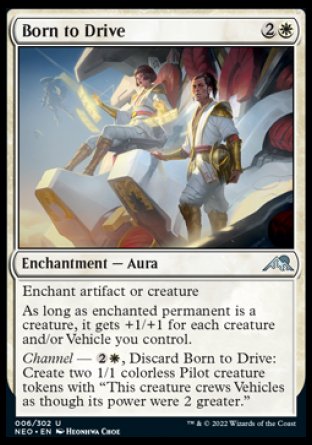 Born to Drive 2
Enchantment — Aura
Enchant artifact or creature
As long as enchanted permanent is a
creature, it gets +1/+1 for each creature
and/or Vehicle you control.
Channel — 2, Discard Born to Drive:
Create two 1/1 colorless Pilot creature
tokens with “This creature crews Vehicles
as though its power were 2 greater.”
006/302 U
NEO • EN HEONHWA CHOE
™ & © 2022 Wizards of the Coast